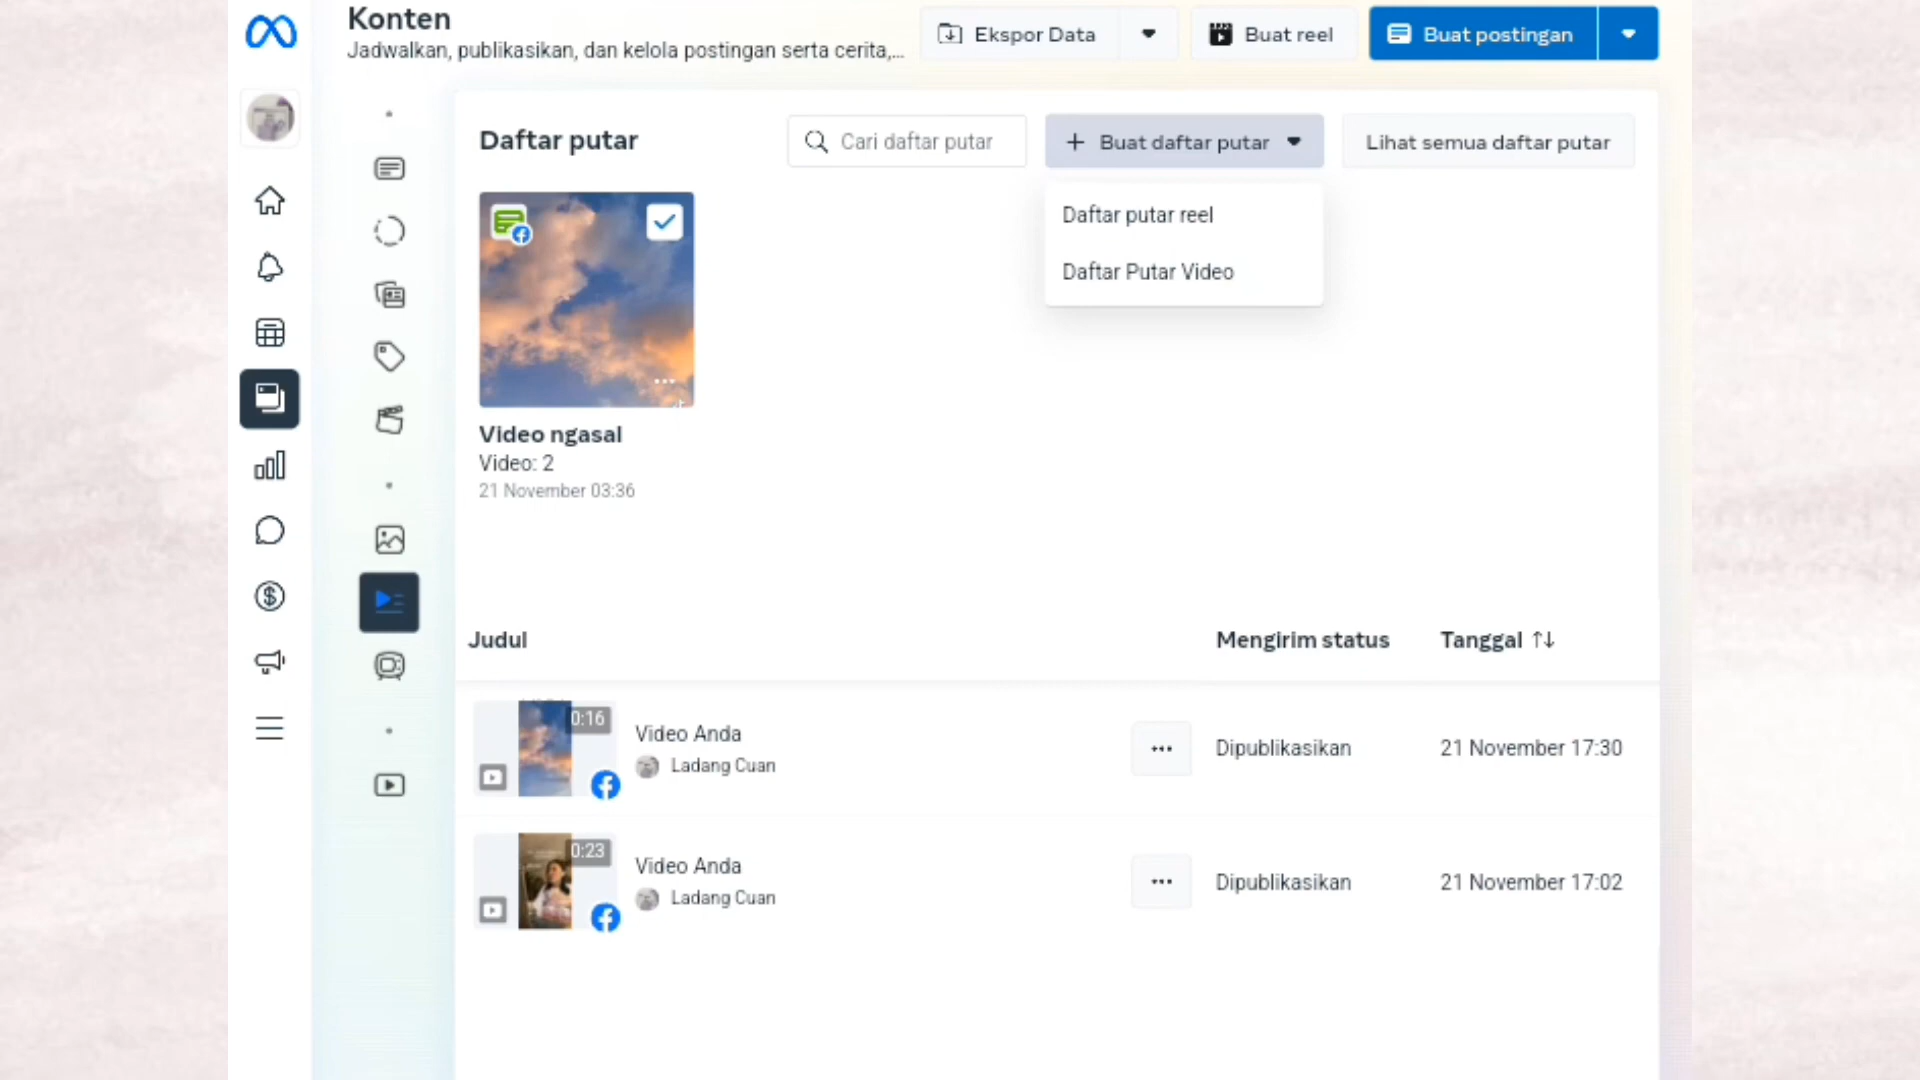 Konten
Jadwalkan, publikasikan, dan kelola postingan serta cerita,...
Ekspor Data
Buat reel
Buat postingan
Daftar putar
Cari daftar putar
+ Buat daftar putar
Lihat semua daftar putar
Daftar putar reel
Daftar Putar Video
Video ngasal
Video: 2
21 November 03:36
Judul
Mengirim status
Tanggal
0:16
Video Anda
Ladang Cuan
Dipublikasikan
21 November 17:30
0:23
Video Anda
Ladang Cuan
Dipublikasikan
21 November 17:02